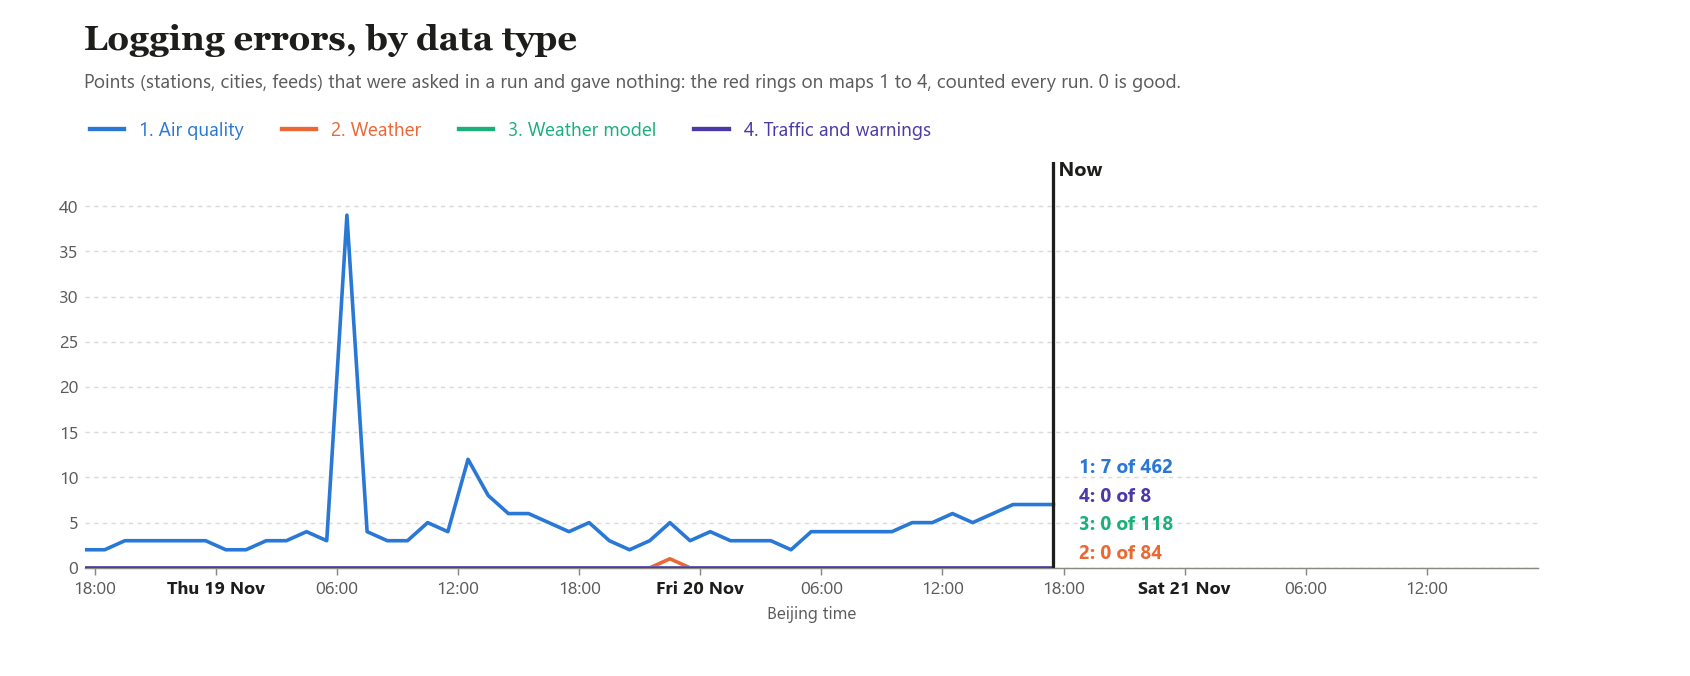 Logging errors, by data type
Points (stations, cities, feeds) that were asked in a run and gave nothing: the red rings on maps 1 to 4, counted every run. 0 is good.
1. Air quality 2. Weather 3. Weather model 4. Traffic and warnings
Now
40
35
30
25
20
15
10
5
0
1: 7 of 462
4: 0 of 8
3: 0 of 118
2: 0 of 84
18:00 Thu 19 Nov 06:00 12:00 18:00 Fri 20 Nov 06:00 12:00 18:00 Sat 21 Nov 06:00 12:00
Beijing time